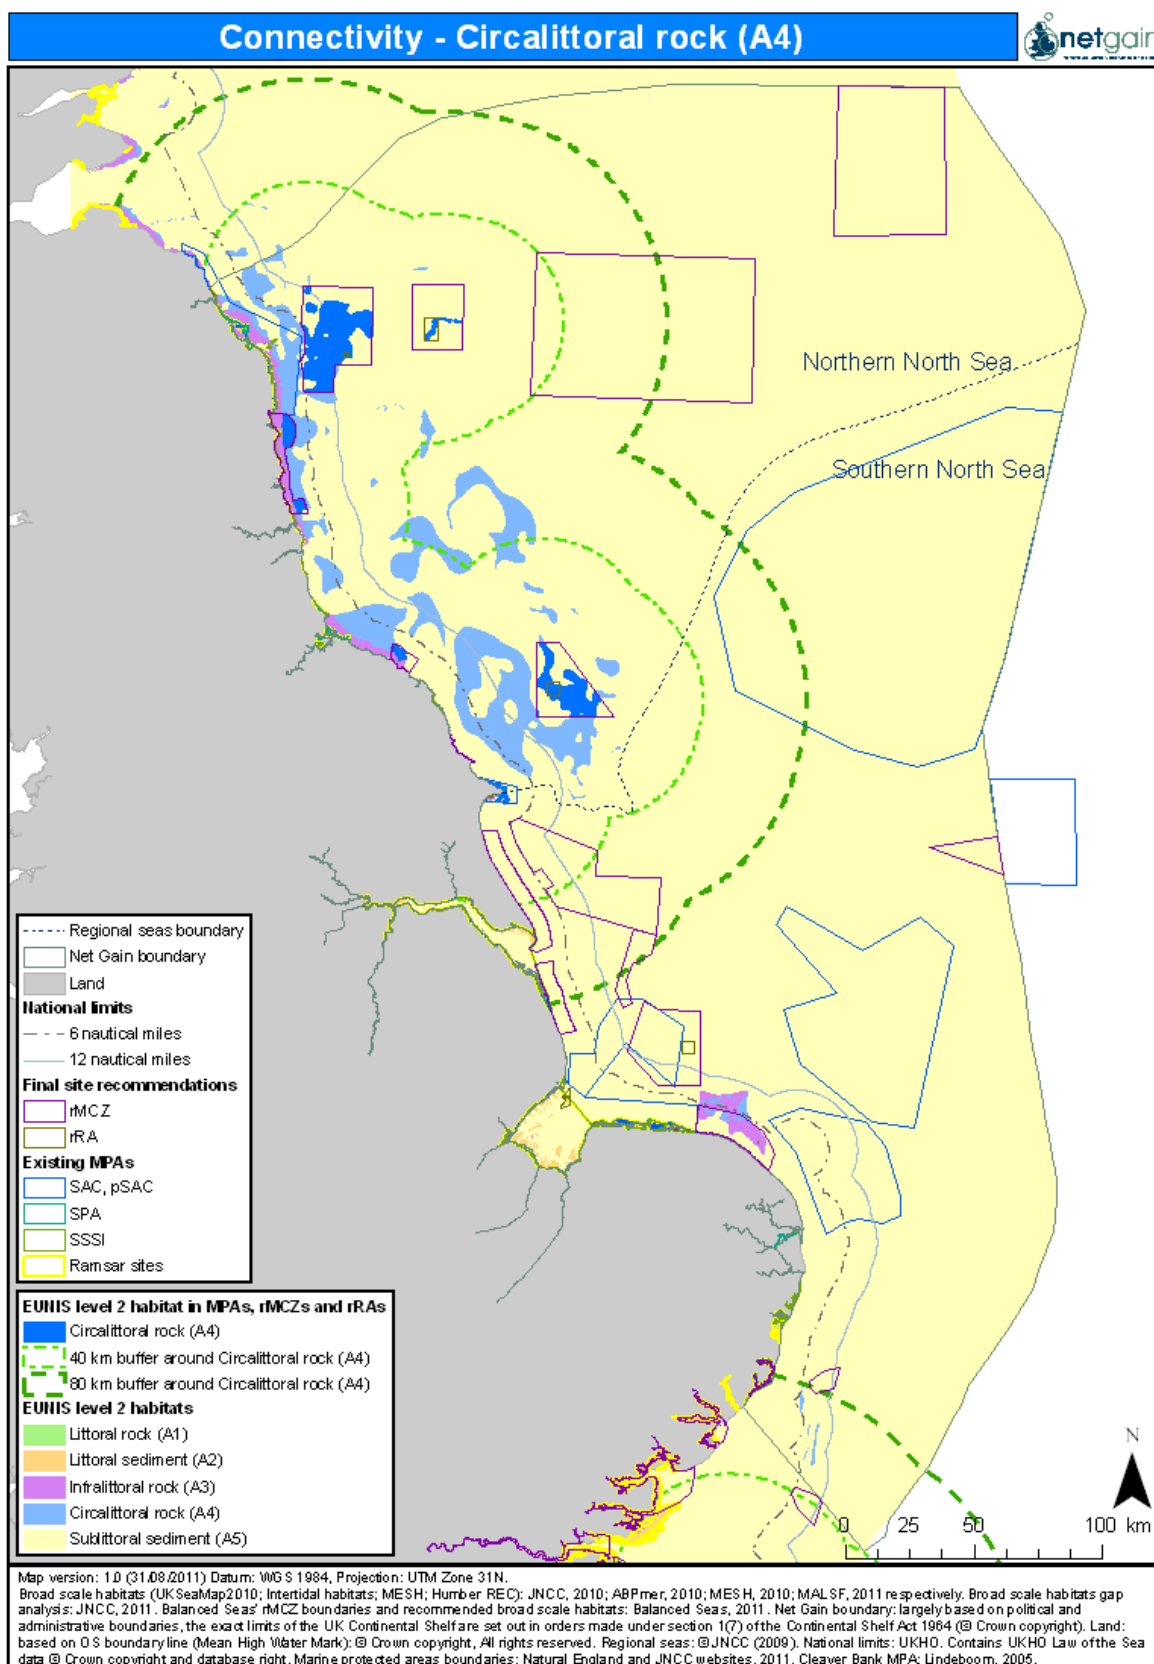 Connectivity - Circalittoral rock (A4)
netgain
Northern North Sea
Southern North Sea
Regional seas boundary
Net Gain boundary
Land
National limits
6 nautical miles
12 nautical miles
Final site recommendations
rMCZ
rRA
Existing MPAs
SAC, pSAC
SPA
SSSI
Ramsar sites
EUNIS level 2 habitat in MPAs, rMCZs and rRAs
Circalittoral rock (A4)
40 km buffer around Circalittoral rock (A4)
80 km buffer around Circalittoral rock (A4)
EUNIS level 2 habitats
Littoral rock (A1)
Littoral sediment (A2)
Infralittoral rock (A3)
Circalittoral rock (A4)
Sublittoral sediment (A5)
N
0 25 50 100 km
Map version: 1.0 (31/08/2011) Datum: WGS 1984, Projection: UTM Zone 31N.
Broad scale habitats (UKSeaMap2010; Intertidal habitats; MESH; Humber REC): JNCC, 2010; ABPmer, 2010; MESH, 2010; MALSF, 2011 respectively. Broad scale habitats gap
analysis: JNCC, 2011. Balanced Seas' rMCZ boundaries and recommended broad scale habitats: Balanced Seas, 2011. Net Gain boundary: largely based on political and
administrative boundaries, the exact limits of the UK Continental Shelf are set out in orders made under section 1(7) of the Continental Shelf Act 1964 (© Crown copyright). Land:
based on OS boundary line (Mean High Water Mark): © Crown copyright, All rights reserved. Regional seas: © JNCC (2009). National limits: UKHO. Contains UKHO Law of the Sea
data © Crown copyright and database right. Marine protected areas boundaries: Natural England and JNCC websites, 2011. Cleaver Bank MPA: Lindeboom, 2005.